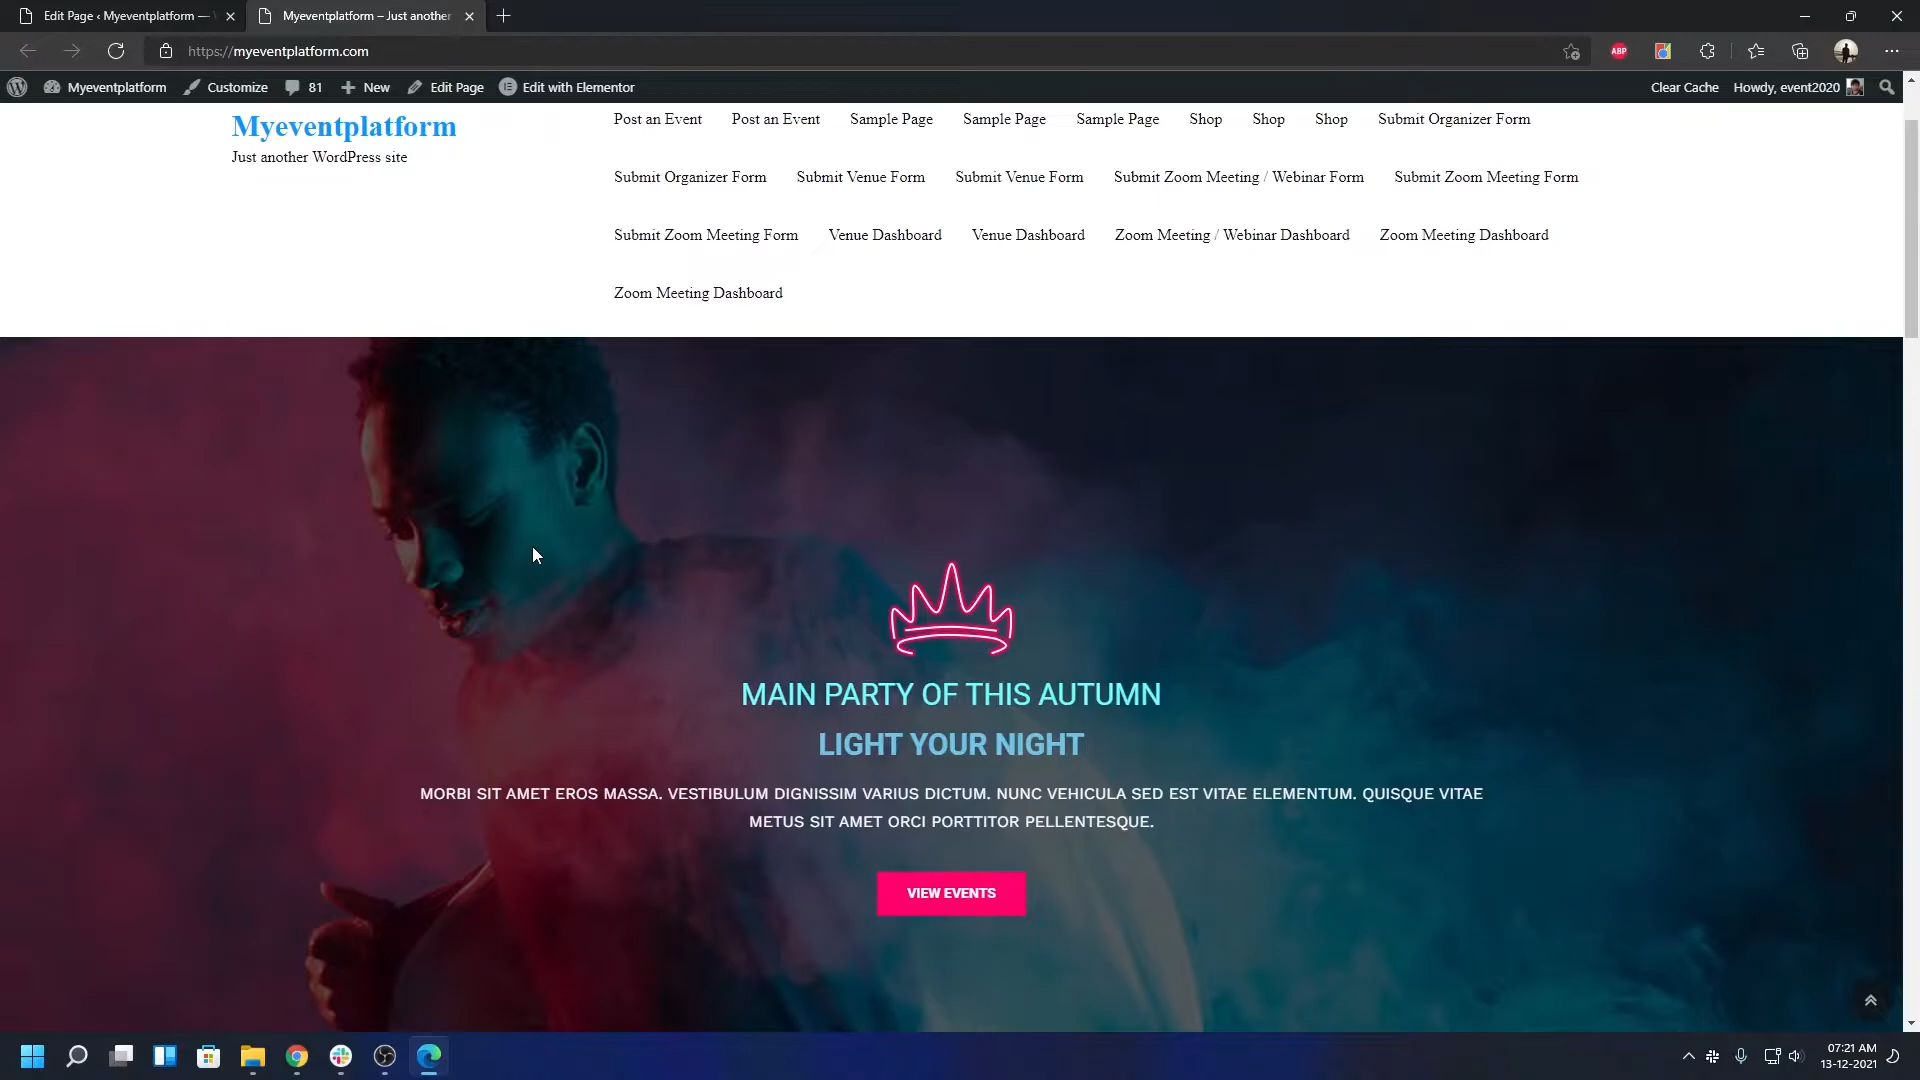 Edit Page ‹ Myeventplatform —
Myeventplatform – Just another
https://myeventplatform.com
ABP
Myeventplatform
Customize
81
New
Edit Page
Edit with Elementor
Clear Cache
Howdy, event2020
Myeventplatform
Just another WordPress site
Post an Event Post an Event Sample Page Sample Page Sample Page Shop Shop Shop Submit Organizer Form
Submit Organizer Form Submit Venue Form Submit Venue Form Submit Zoom Meeting / Webinar Form Submit Zoom Meeting Form
Submit Zoom Meeting Form Venue Dashboard Venue Dashboard Zoom Meeting / Webinar Dashboard Zoom Meeting Dashboard
Zoom Meeting Dashboard
MAIN PARTY OF THIS AUTUMN
LIGHT YOUR NIGHT
MORBI SIT AMET EROS MASSA. VESTIBULUM DIGNISSIM VARIUS DICTUM. NUNC VEHICULA SED EST VITAE ELEMENTUM. QUISQUE VITAE
METUS SIT AMET ORCI PORTTITOR PELLENTESQUE.
VIEW EVENTS
07:21 AM
13-12-2021